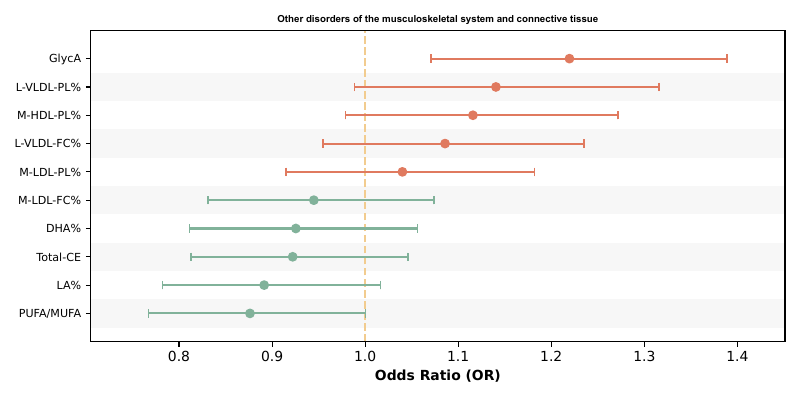 Other disorders of the musculoskeletal system and connective tissue
GlycA
L-VLDL-PL%
M-HDL-PL%
L-VLDL-FC%
M-LDL-PL%
M-LDL-FC%
DHA%
Total-CE
LA%
PUFA/MUFA
0.8 0.9 1.0 1.1 1.2 1.3 1.4
Odds Ratio (OR)